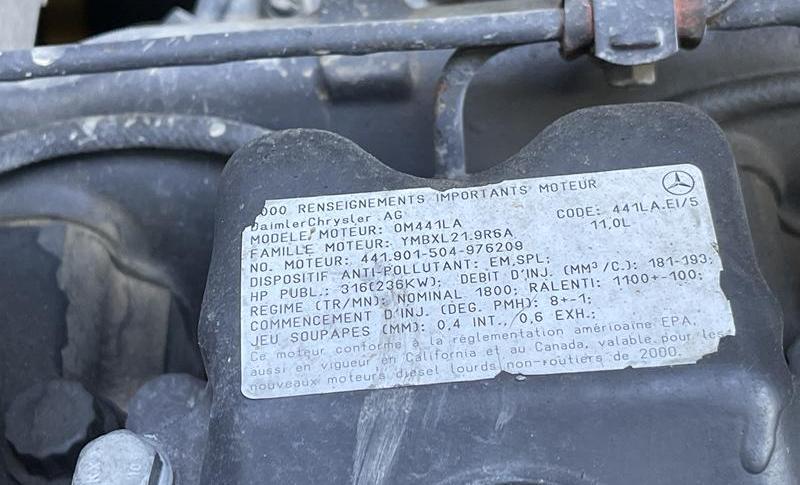 000 RENSEIGNEMENTS IMPORTANTS MOTEUR
DaimlerChrysler AG
MODELE MOTEUR: OM441LA CODE: 441LA.EI/5
FAMILLE MOTEUR: YMBXL21.9R6A 11,0L
NO. MOTEUR: 441.901-504-976209
DISPOSITIF ANTI-POLLUTANT: EM,SPL;
HP PUBL.: 316(236KW); DEBIT D'INJ. (MM³/C.): 181-193;
REGIME (TR/MN): NOMINAL 1800; RALENTI: 1100+-100;
COMMENCEMENT D'INJ. (DEG. PMH): 8+-1;
JEU SOUPAPES (MM): 0,4 INT., 0,6 EXH.;
Ce moteur conforme à la réglementation amérioaine EPA,
aussi en vigueur en California et au Canada, valable pour les
nouveaux moteurs diesel lourds non-routiers de 2000.